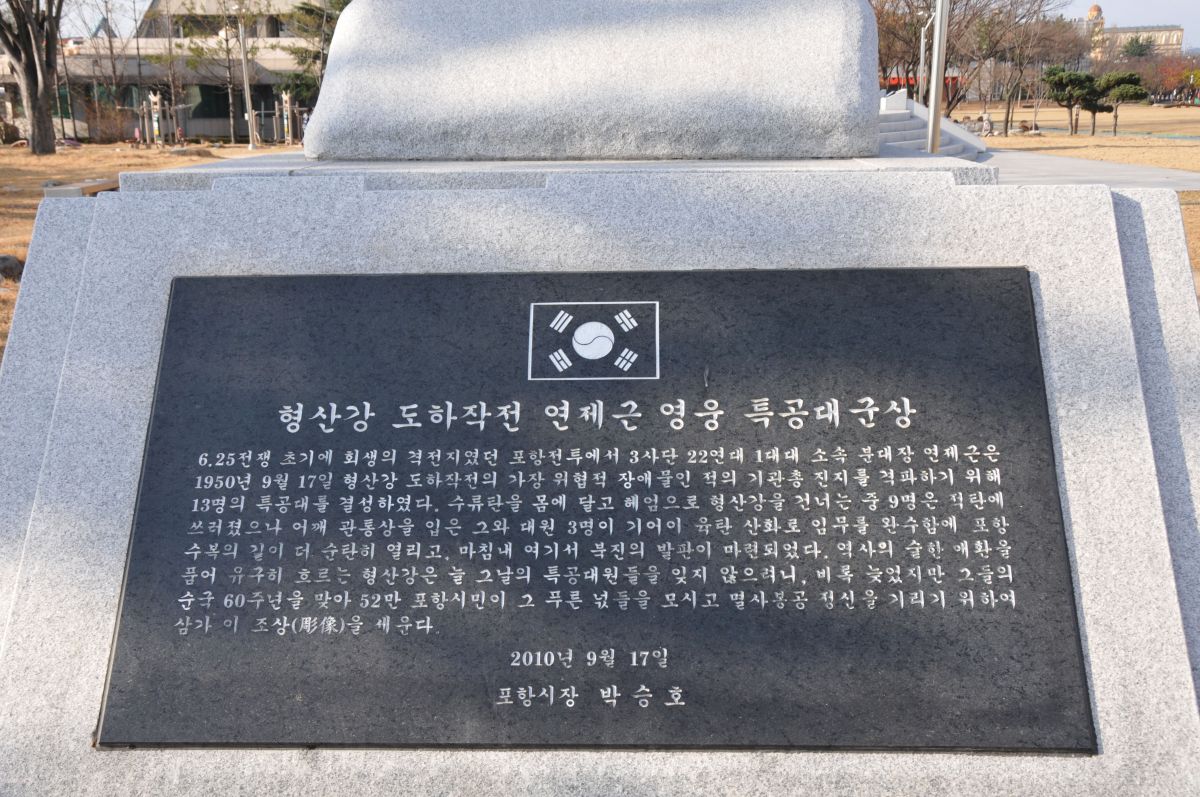 형산강 도하작전 연제근 영웅 특공대군상
6.25전쟁 초기에 회생의 격전지였던 포항전투에서 3사단 22연대 1대대 소속 분대장 연제근은
1950년 9월 17일 형산강 도하작전의 가장 위협적 장애물인 적의 기관총 진지를 격파하기 위해
13명의 특공대를 결성하였다. 수류탄을 몸에 달고 헤엄으로 형산강을 건너는 중 9명은 적탄에
쓰러졌으나 어깨 관통상을 입은 그와 대원 3명이 기어이 육탄 산화로 임무를 완수함에 포항
수복의 길이 더 순탄히 열리고, 마침내 여기서 북진의 발판이 마련되었다. 역사의 숱한 애환을
품어 유구히 흐르는 형산강은 늘 그날의 특공대원들을 잊지 않으려니, 비록 늦었지만 그들의
순국 60주년을 맞아 52만 포항시민이 그 푸른 넋들을 모시고 멸사봉공 정신을 기리기 위하여
삼가 이 조상(彫像)을 세운다.
2010년 9월 17일
포항시장 박승호